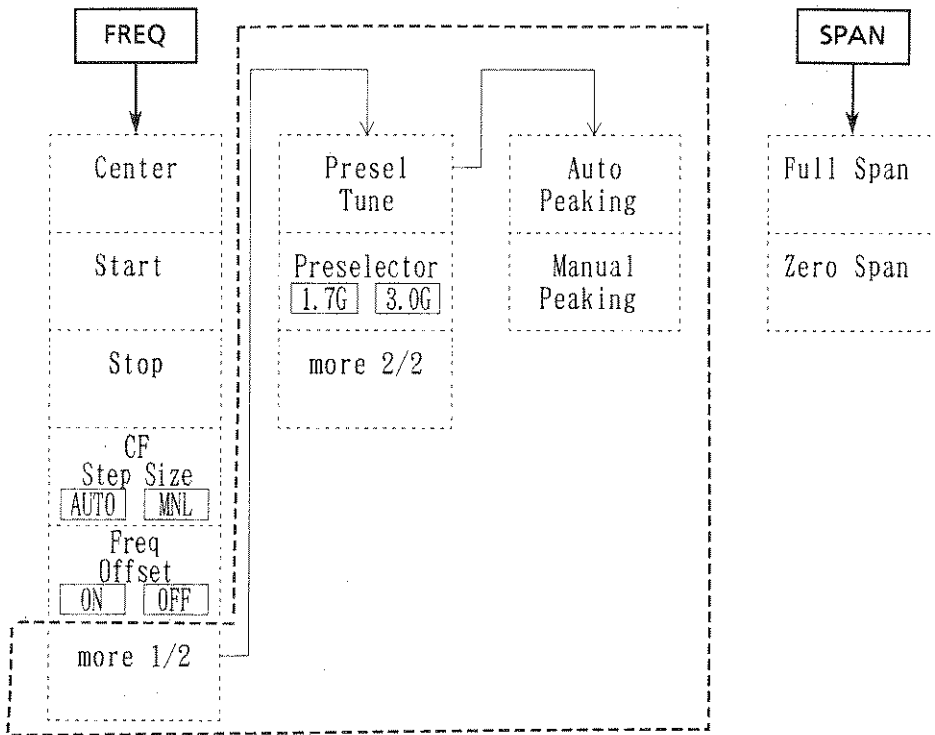 FREQ
Center
Start
Stop
CF
Step Size
AUTO MNL
Freq
Offset
ON OFF
more 1/2
Presel
Tune
Preselector
1.7G 3.0G
more 2/2
Auto
Peaking
Manual
Peaking
SPAN
Full Span
Zero Span